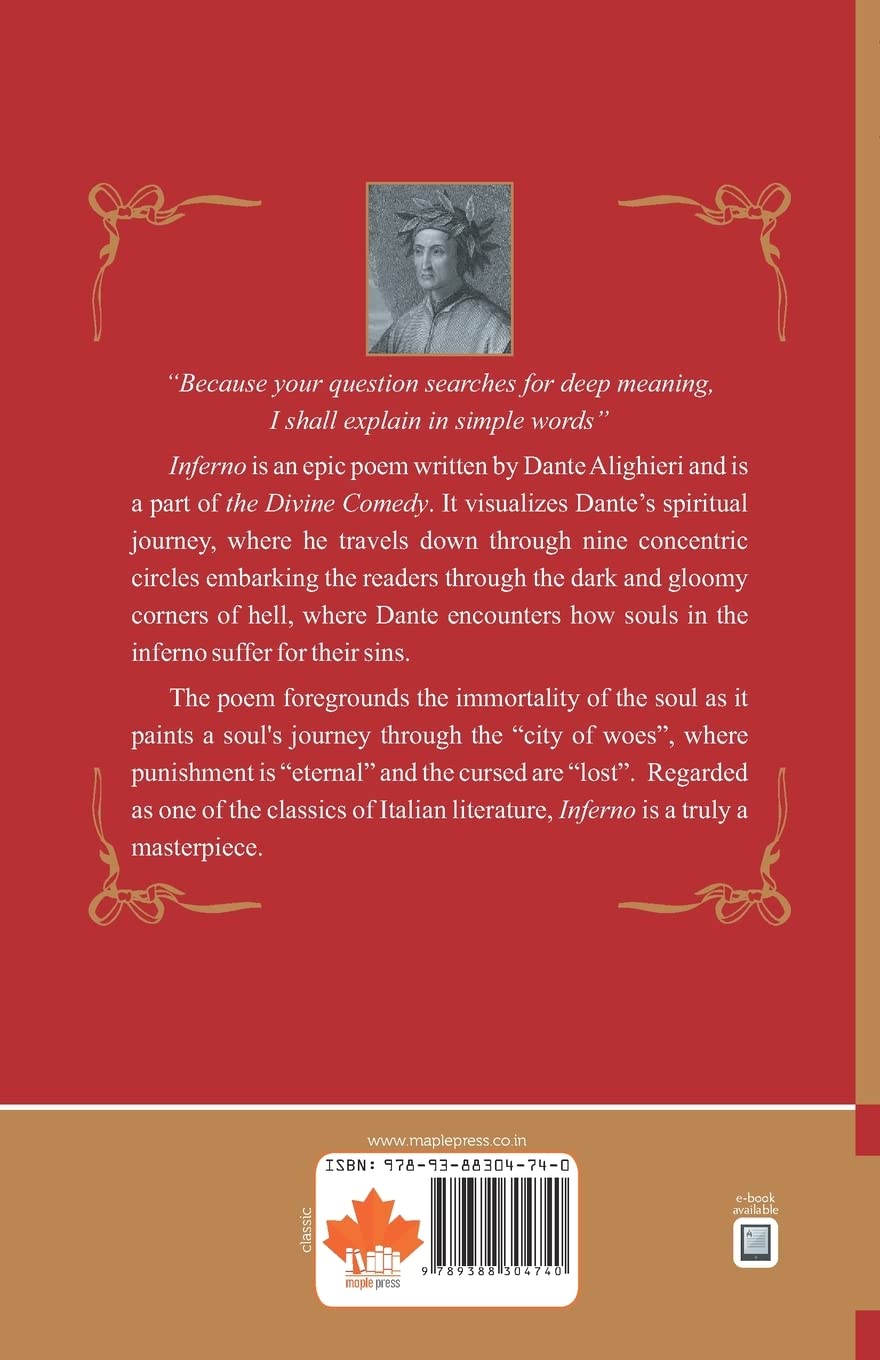 “Because your question searches for deep meaning,
I shall explain in simple words”
Inferno is an epic poem written by Dante Alighieri and is
a part of the Divine Comedy. It visualizes Dante’s spiritual
journey, where he travels down through nine concentric
circles embarking the readers through the dark and gloomy
corners of hell, where Dante encounters how souls in the
inferno suffer for their sins.
The poem foregrounds the immortality of the soul as it
paints a soul's journey through the “city of woes”, where
punishment is “eternal” and the cursed are “lost”. Regarded
as one of the classics of Italian literature, Inferno is a truly a
masterpiece.
www.maplepress.co.in
ISBN: 978-93-88304-74-0
classic
maple press
9 789388 304740
e-book
available
A